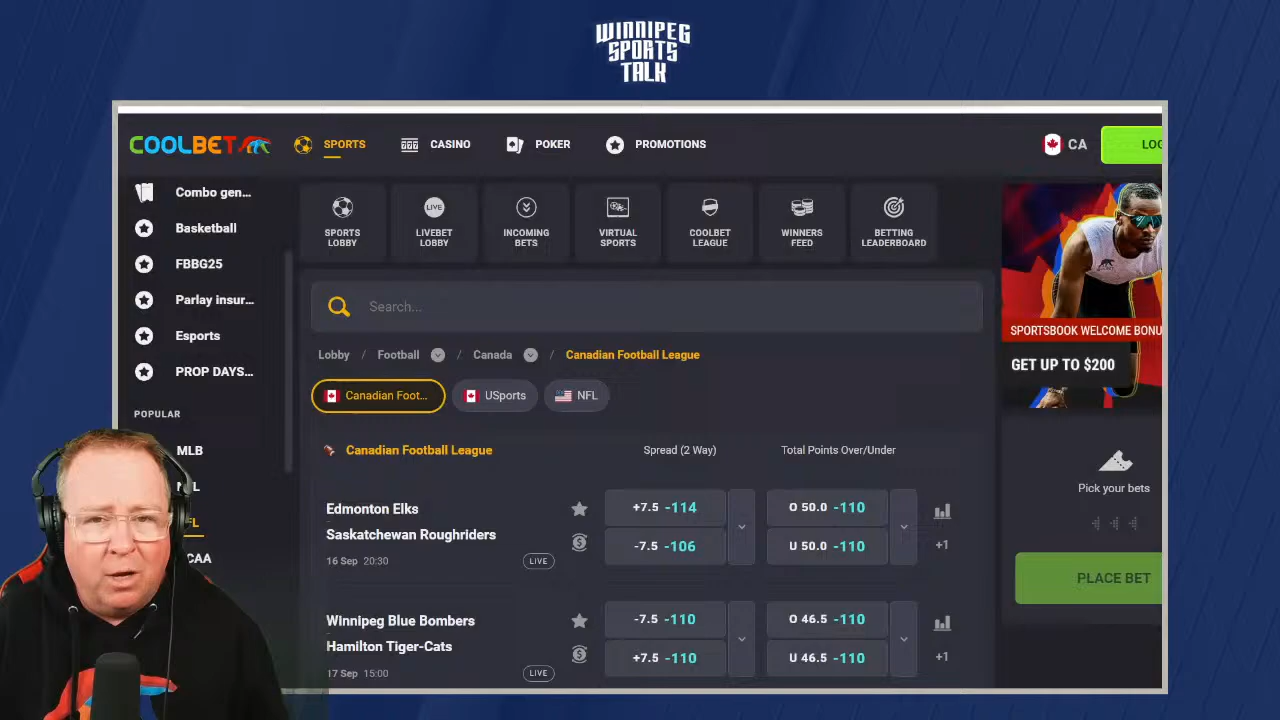 WINNIPEG
SPORTS
TALK
COOLBET
SPORTS
CASINO
POKER
PROMOTIONS
CA
LOG
Combo gen...
Basketball
FBBG25
Parlay insur...
Esports
PROP DAYS...
POPULAR
MLB
SPORTS LOBBY
LIVE
LIVEBET LOBBY
INCOMING BETS
VIRTUAL SPORTS
COOLBET LEAGUE
WINNERS FEED
BETTING LEADERBOARD
Search...
Lobby / Football / Canada / Canadian Football League
Canadian Foot...
USports
NFL
Canadian Football League
Spread (2 Way)
Total Points Over/Under
Edmonton Elks
Saskatchewan Roughriders
16 Sep 20:30
LIVE
+7.5 -114
-7.5 -106
O 50.0 -110
U 50.0 -110
+1
Winnipeg Blue Bombers
Hamilton Tiger-Cats
17 Sep 15:00
LIVE
-7.5 -110
+7.5 -110
O 46.5 -110
U 46.5 -110
+1
SPORTSBOOK WELCOME BONU
GET UP TO $200
Pick your bets
PLACE BET